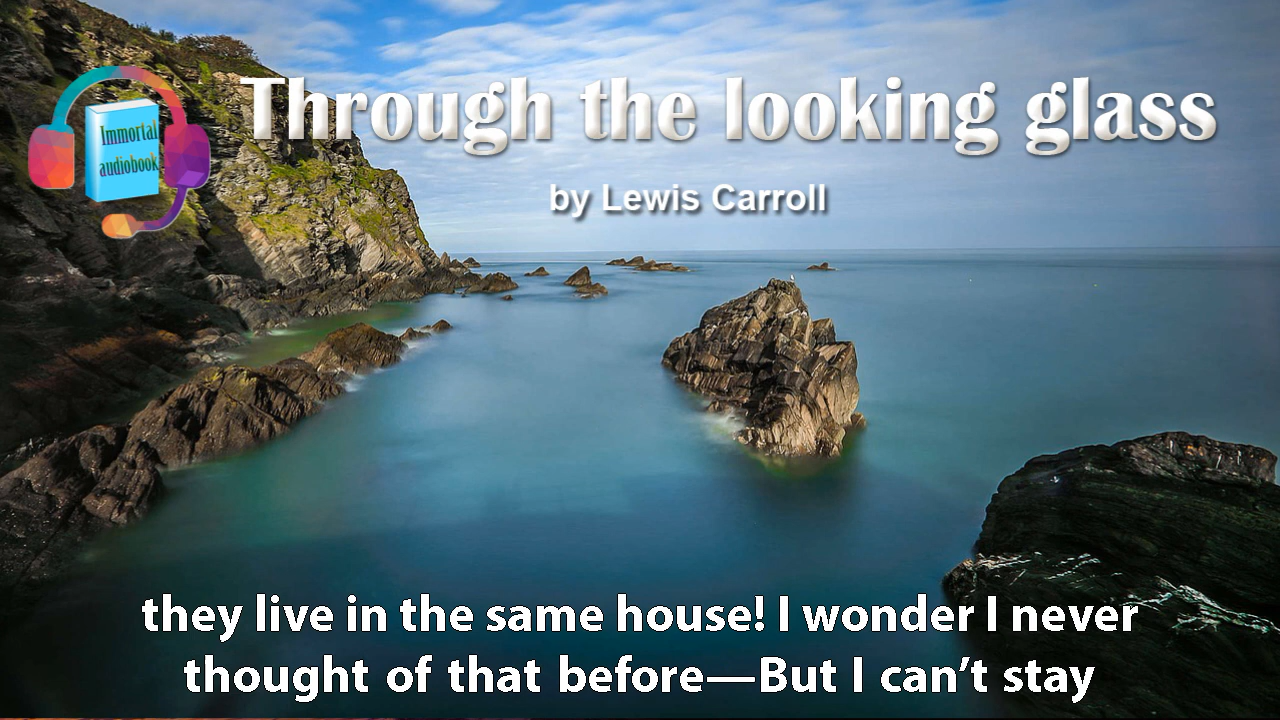 Through the looking glass
Immortal
audiobook
by Lewis Carroll
they live in the same house! I wonder I never
thought of that before—But I can’t stay